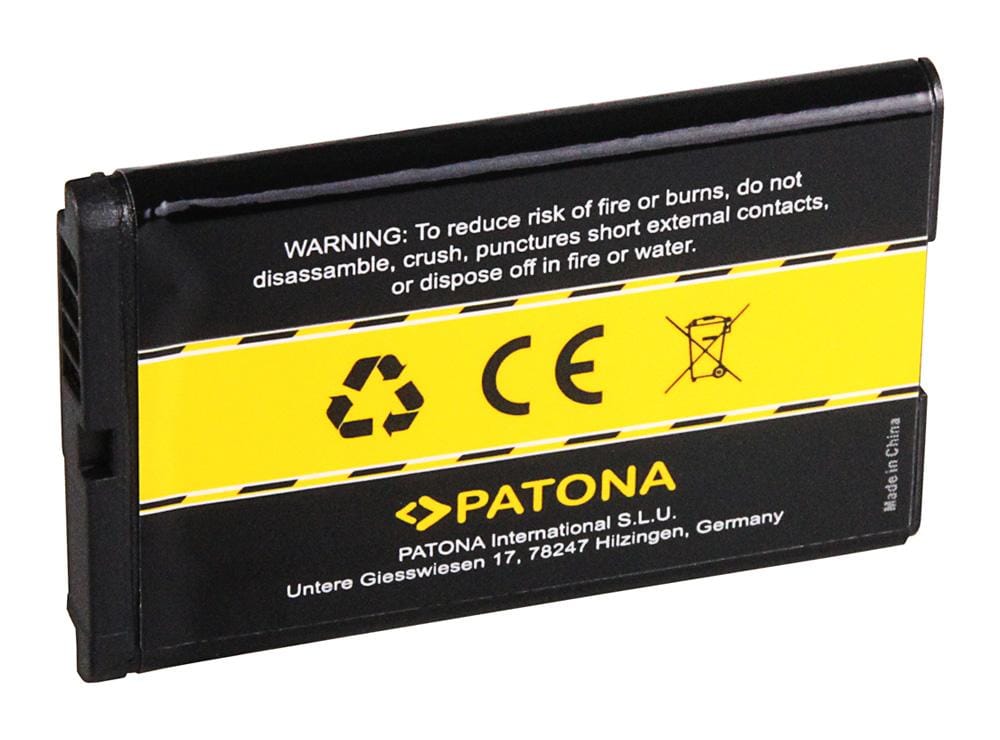 WARNING: To reduce risk of fire or burns, do not
disassamble, crush, punctures short external contacts,
or dispose off in fire or water.
CE
PATONA
PATONA International S.L.U.
Untere Giesswiesen 17, 78247 Hilzingen, Germany
Made in China